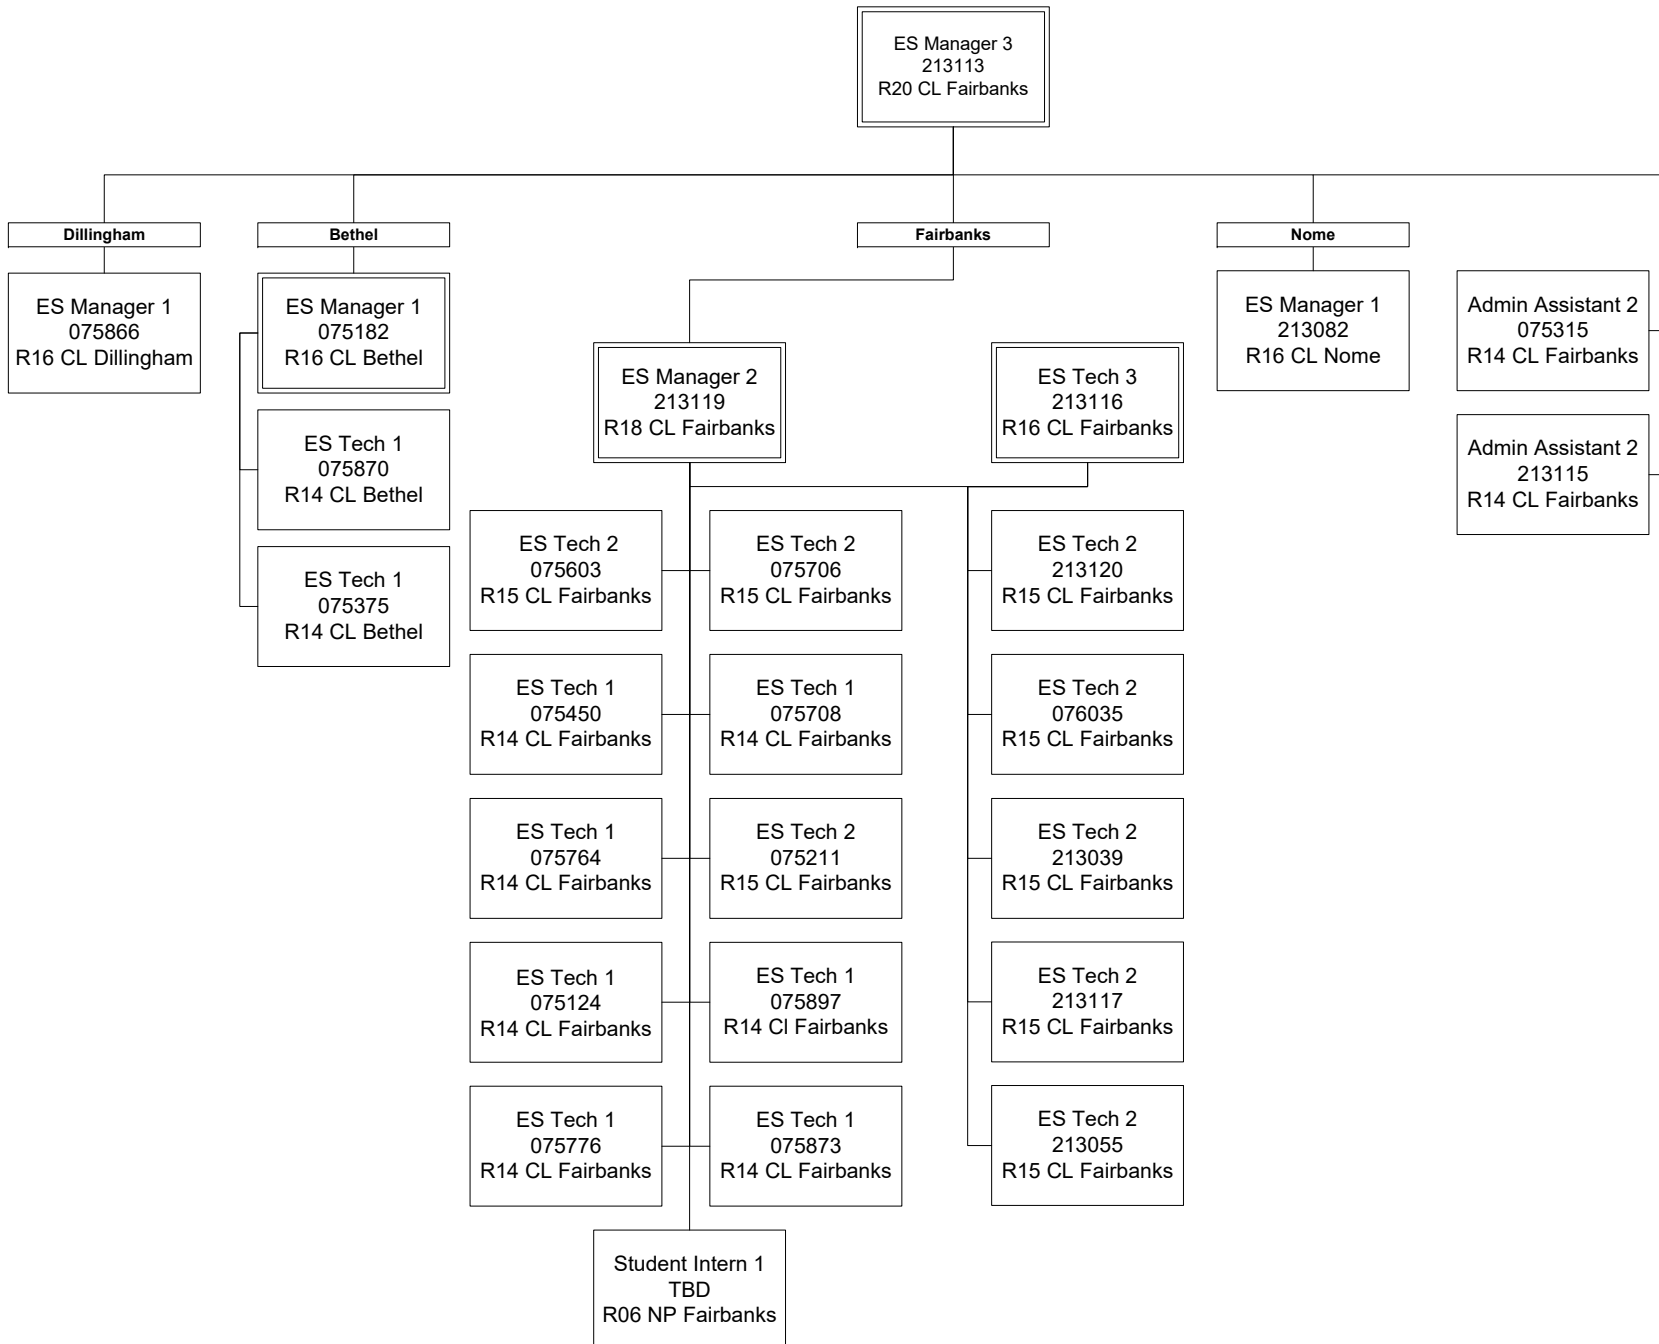 ES Manager 3
213113
R20 CL Fairbanks
Dillingham
Bethel
Fairbanks
Nome
ES Manager 1
075866
R16 CL Dillingham
ES Manager 1
075182
R16 CL Bethel
ES Tech 1
075870
R14 CL Bethel
ES Tech 1
075375
R14 CL Bethel
ES Manager 2
213119
R18 CL Fairbanks
ES Tech 3
213116
R16 CL Fairbanks
ES Manager 1
213082
R16 CL Nome
Admin Assistant 2
075315
R14 CL Fairbanks
Admin Assistant 2
213115
R14 CL Fairbanks
ES Tech 2
075603
R15 CL Fairbanks
ES Tech 2
075706
R15 CL Fairbanks
ES Tech 2
213120
R15 CL Fairbanks
ES Tech 1
075450
R14 CL Fairbanks
ES Tech 1
075708
R14 CL Fairbanks
ES Tech 2
076035
R15 CL Fairbanks
ES Tech 1
075764
R14 CL Fairbanks
ES Tech 2
075211
R15 CL Fairbanks
ES Tech 2
213039
R15 CL Fairbanks
ES Tech 1
075124
R14 CL Fairbanks
ES Tech 1
075897
R14 Cl Fairbanks
ES Tech 2
213117
R15 CL Fairbanks
ES Tech 1
075776
R14 CL Fairbanks
ES Tech 1
075873
R14 CL Fairbanks
ES Tech 2
213055
R15 CL Fairbanks
Student Intern 1
TBD
R06 NP Fairbanks